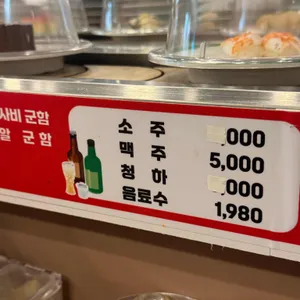 사비 군함
알 군함
소주 ,000
맥주 5,000
청하 ,000
음료수 1,980